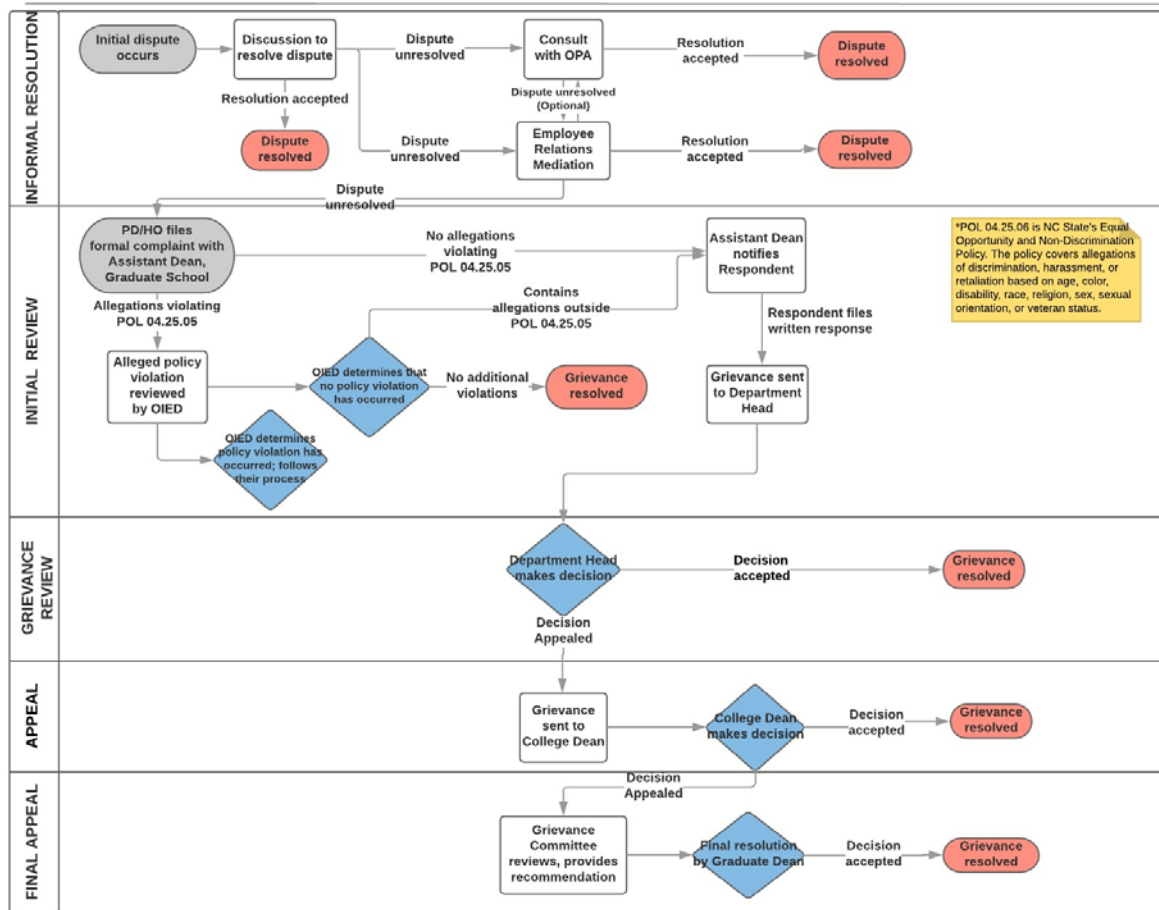 INFORMAL RESOLUTION
Initial dispute
occurs
Discussion to
resolve dispute
Dispute
unresolved
Consult
with OPA
Resolution
accepted
Dispute
resolved
Resolution accepted
Dispute
resolved
Dispute unresolved
(Optional)
Dispute
unresolved
Employee
Relations
Mediation
Resolution
accepted
Dispute
resolved
Dispute
unresolved
INITIAL REVIEW
PD/HO files
formal complaint with
Assistant Dean,
Graduate School
No allegations
violating
POL 04.25.05
Assistant Dean
notifies
Respondent
*POL 04.25.06 is NC State's Equal
Opportunity and Non-Discrimination
Policy. The policy covers allegations
of discrimination, harassment, or
retaliation based on age, color,
disability, race, religion, sex, sexual
orientation, or veteran status.
Allegations violating
POL 04.25.05
Contains
allegations outside
POL 04.25.05
Respondent files
written response
Alleged policy
violation
reviewed
by OIED
OIED determines that
no policy violation
has occurred
No additional
violations
Grievance
resolved
Grievance sent
to Department
Head
OIED determines
policy violation has
occurred; follows
their process
GRIEVANCE
REVIEW
Department Head
makes decision
Decision
accepted
Grievance
resolved
Decision
Appealed
APPEAL
Grievance
sent to
College Dean
College Dean
makes decision
Decision
accepted
Grievance
resolved
Decision
Appealed
FINAL APPEAL
Grievance
Committee
reviews, provides
recommendation
Final resolution
by Graduate Dean
Decision
accepted
Grievance
resolved